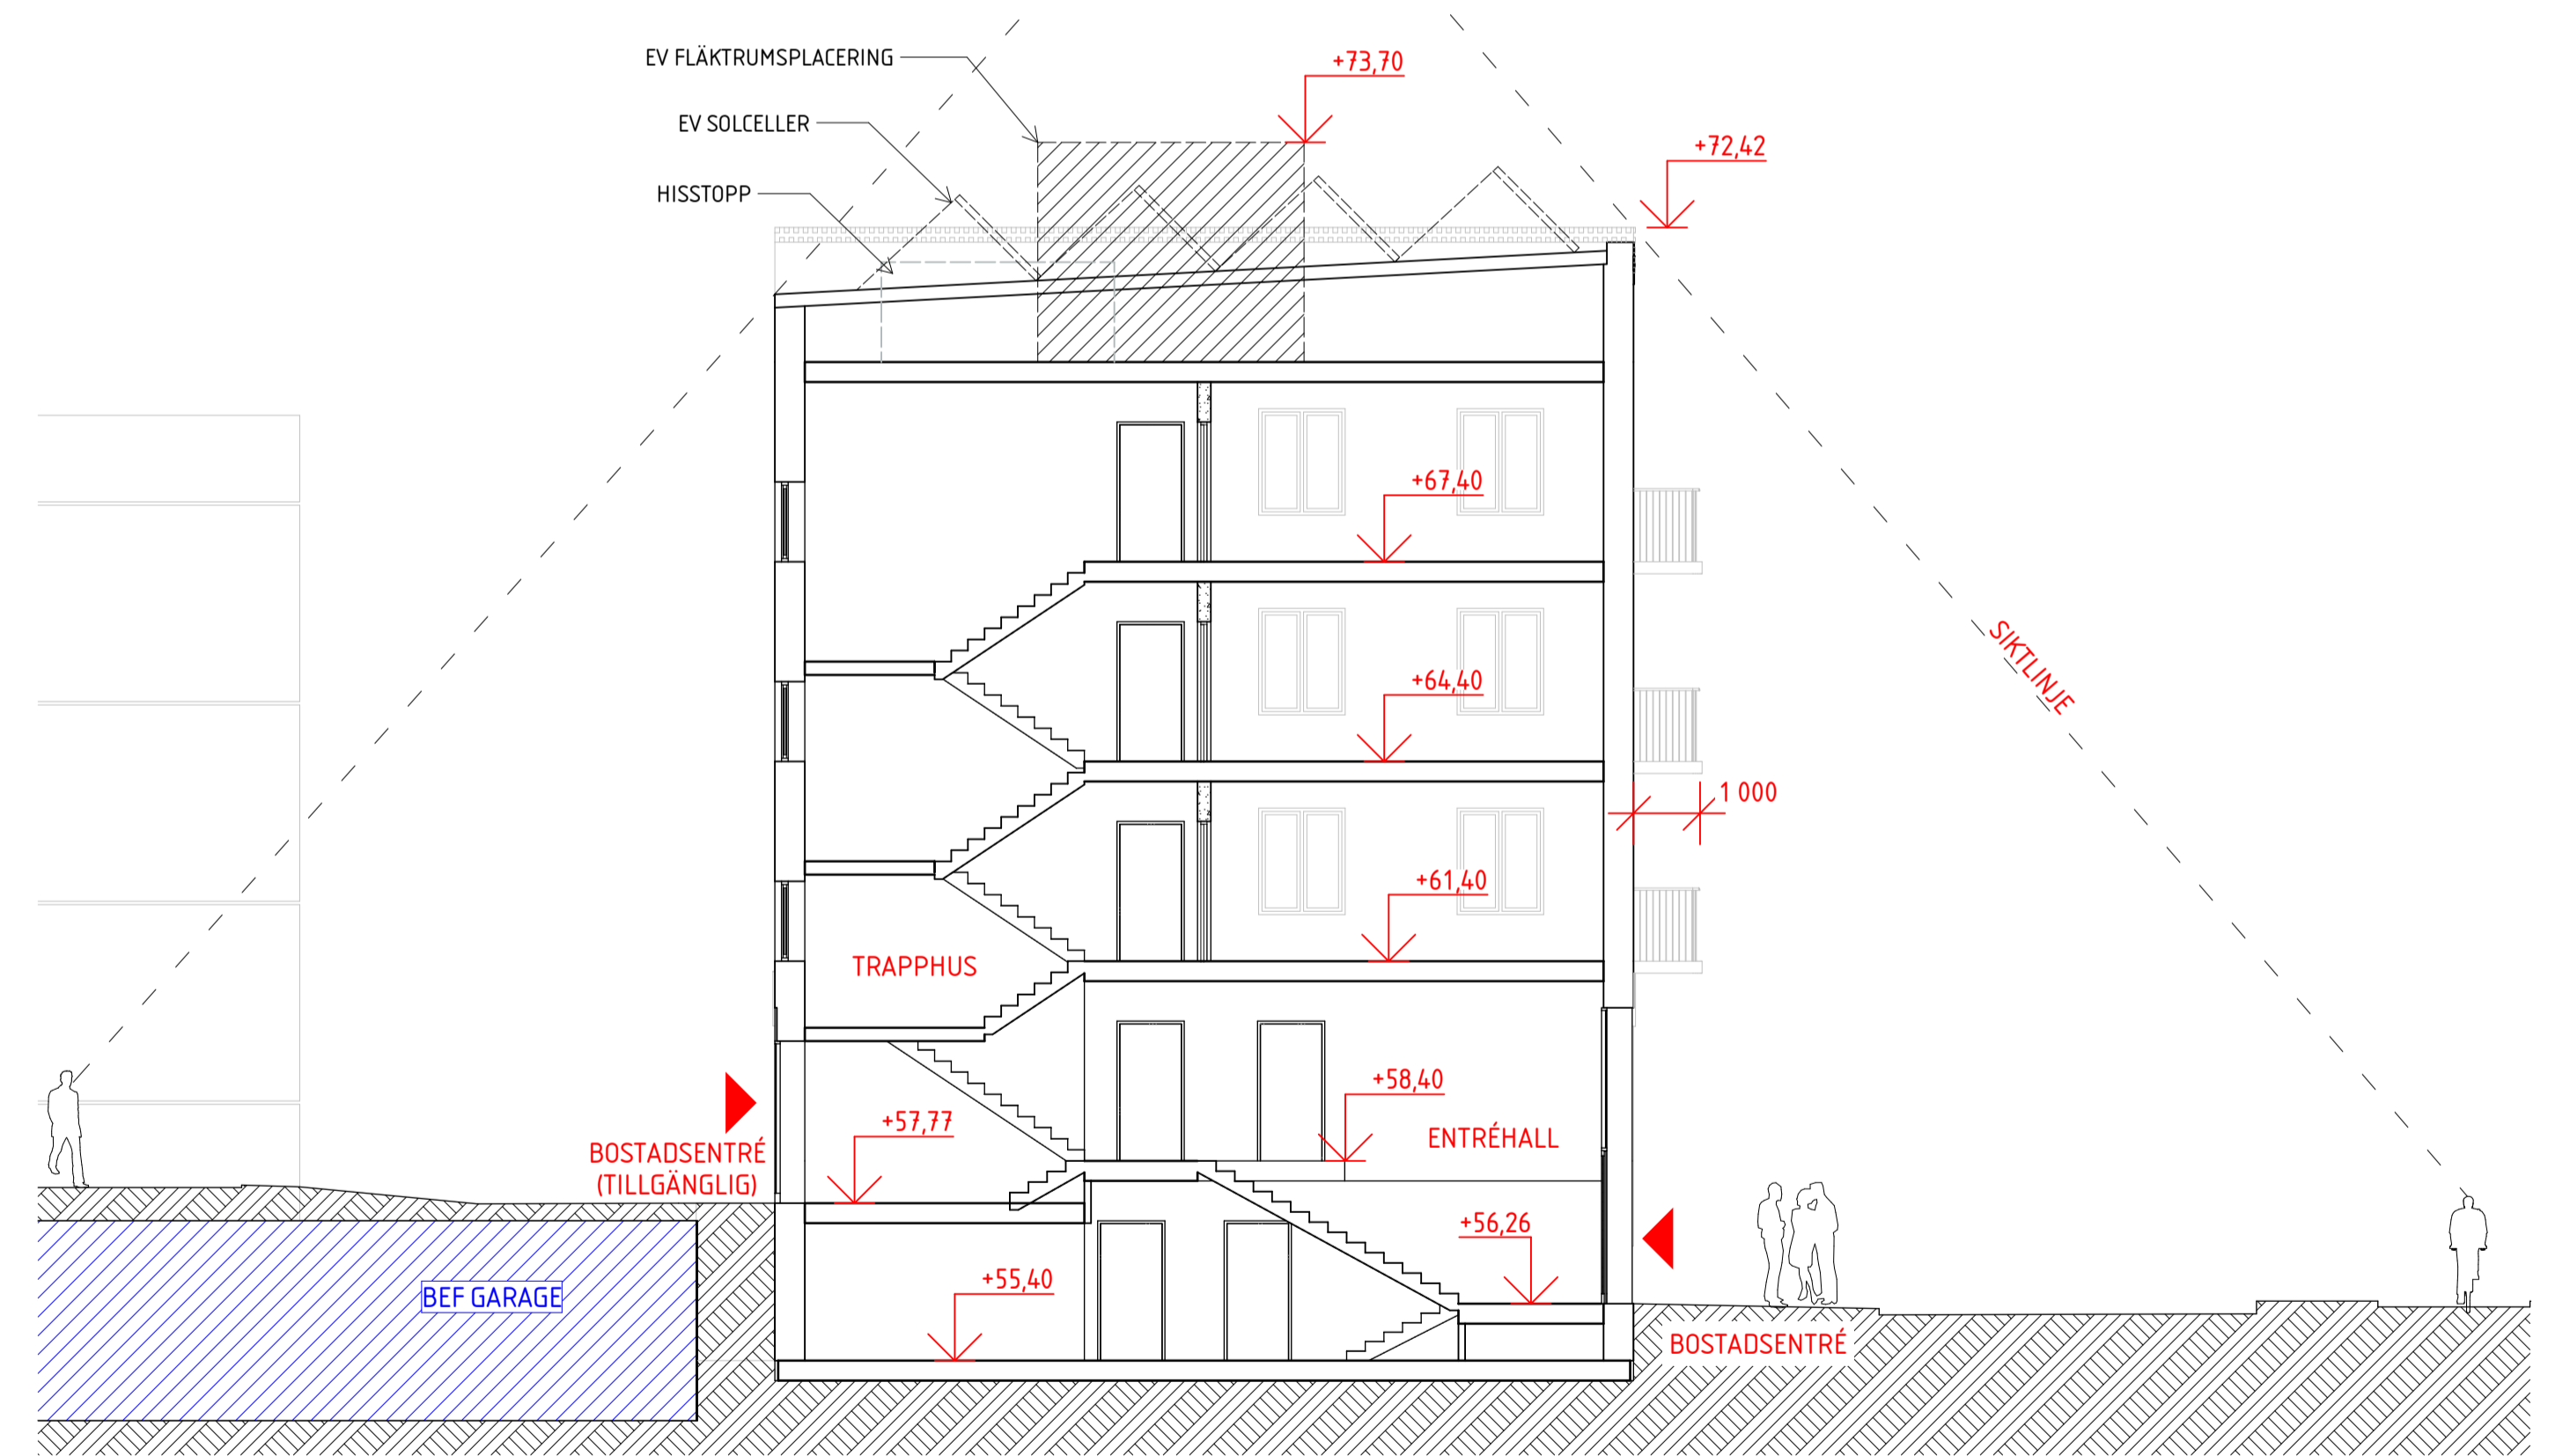 EV FLÄKTRUMSPLACERING
+73,70
EV SOLCELLER
+72,42
HISSTOPP
+67,40
SIKTLINJE
+64,40
1 000
+61,40
TRAPPHUS
+58,40
+57,77
ENTRÉHALL
BOSTADSENTRÉ
(TILLGÄNGLIG)
+56,26
+55,40
BEF GARAGE
BOSTADSENTRÉ